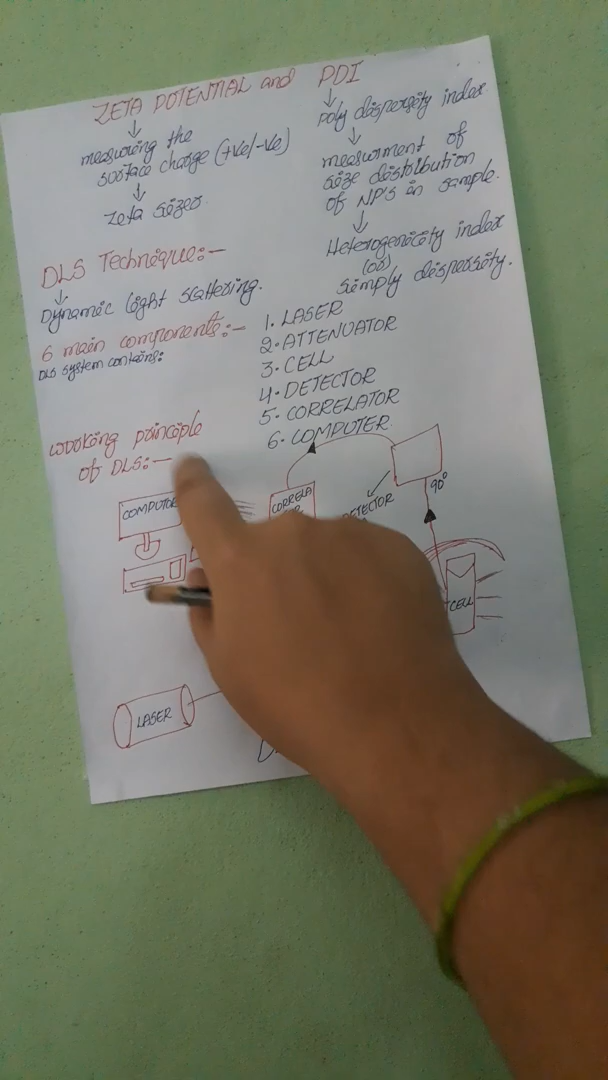 ZETA POTENTIAL and PDI
measuring the
surface charge (+ve/-ve)
zeta sizer
poly dispersity index
measurment of
size distribution
of NP's in sample.
Heterogenicity index
(or)
simply dispersity.
DLS Technique:-
Dynamic light scattering.
6 main components:-
DLS system contains:
1. LASER
2. ATTENUATOR
3. CELL
4. DETECTOR
5. CORRELATOR
6. COMPUTER
working principle
of DLS:-
COMPUTOR
CORRELA
90°
CELL
LASER